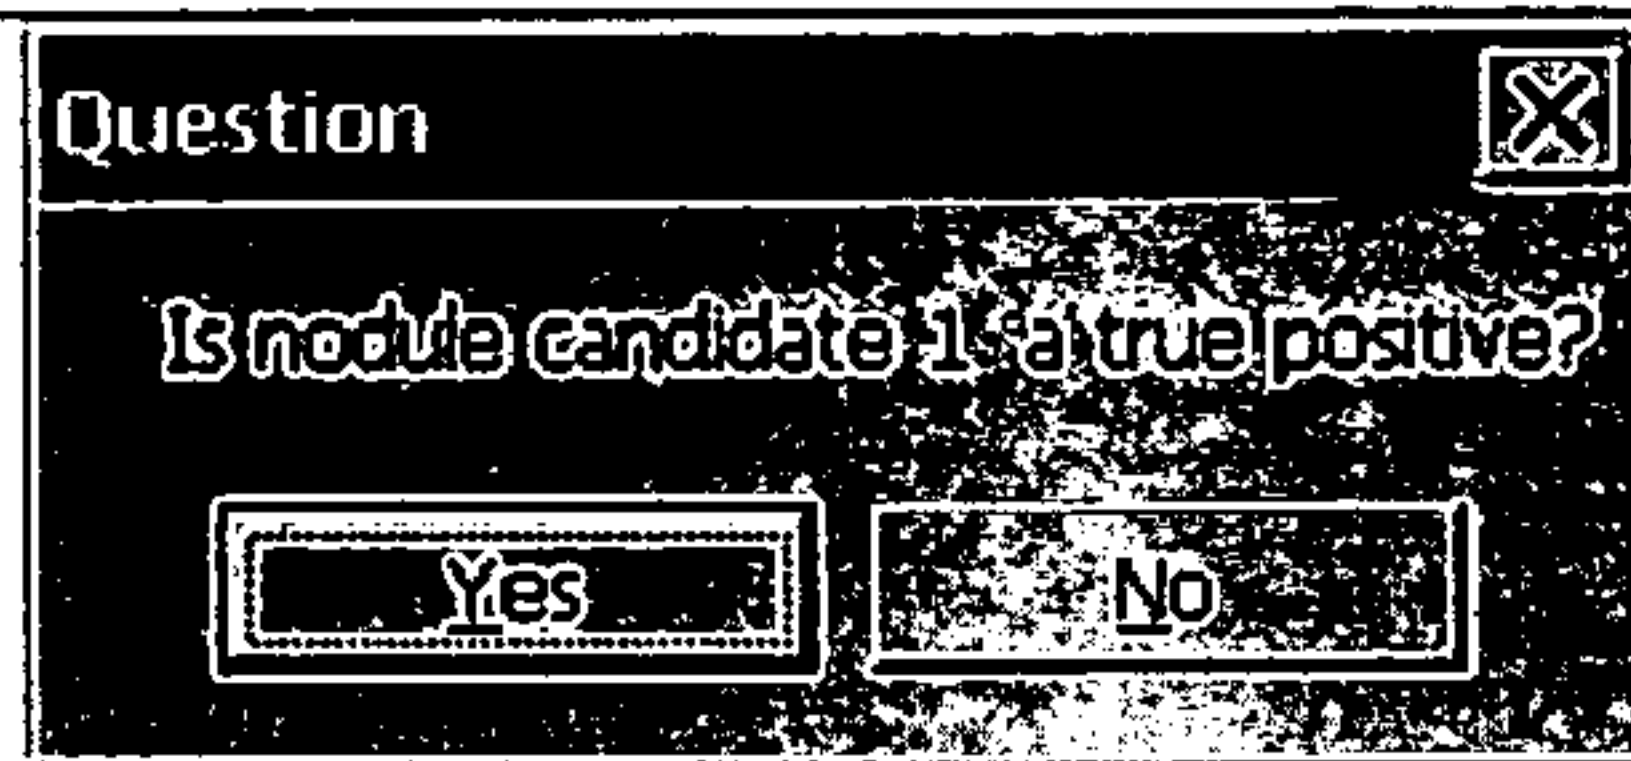 Question
Is nodule candidate 1 a true positive?
Yes
No